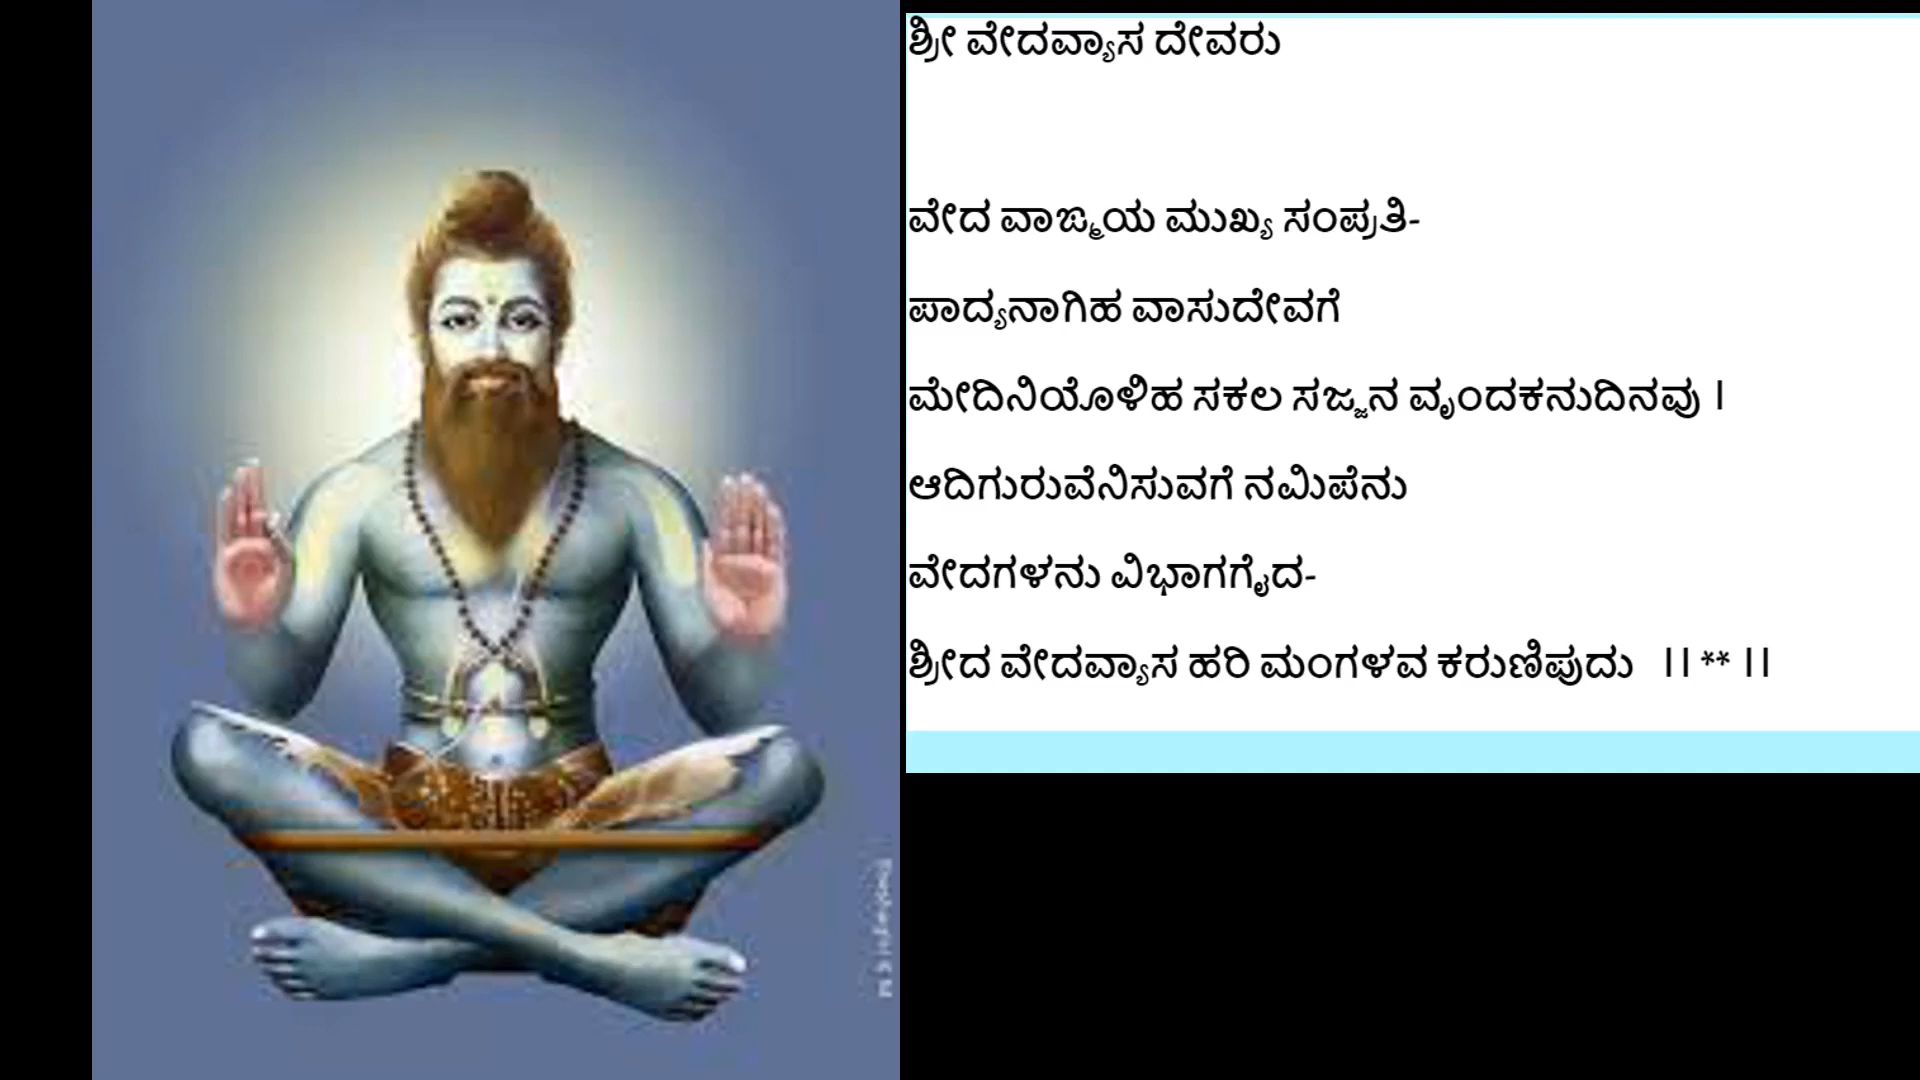 ಶ್ರೀ ವೇದವ್ಯಾಸ ದೇವರು
ವೇದ ವಾಙ್ಮಯ ಮುಖ್ಯ ಸಂಪ್ರತಿ-
ಪಾದ್ಯನಾಗಿಹ ವಾಸುದೇವಗೆ
ಮೇದಿನಿಯೊಳಿಹ ಸಕಲ ಸಜ್ಜನ ವೃಂದಕನುದಿನವು |
ಆದಿಗುರುವೆನಿಸುವಗೆ ನಮಿಪೆನು
ವೇದಗಳನು ವಿಭಾಗಗೈದ-
ಶ್ರೀದ ವೇದವ್ಯಾಸ ಹರಿ ಮಂಗಳವ ಕರುಣಿಪುದು || ** ||